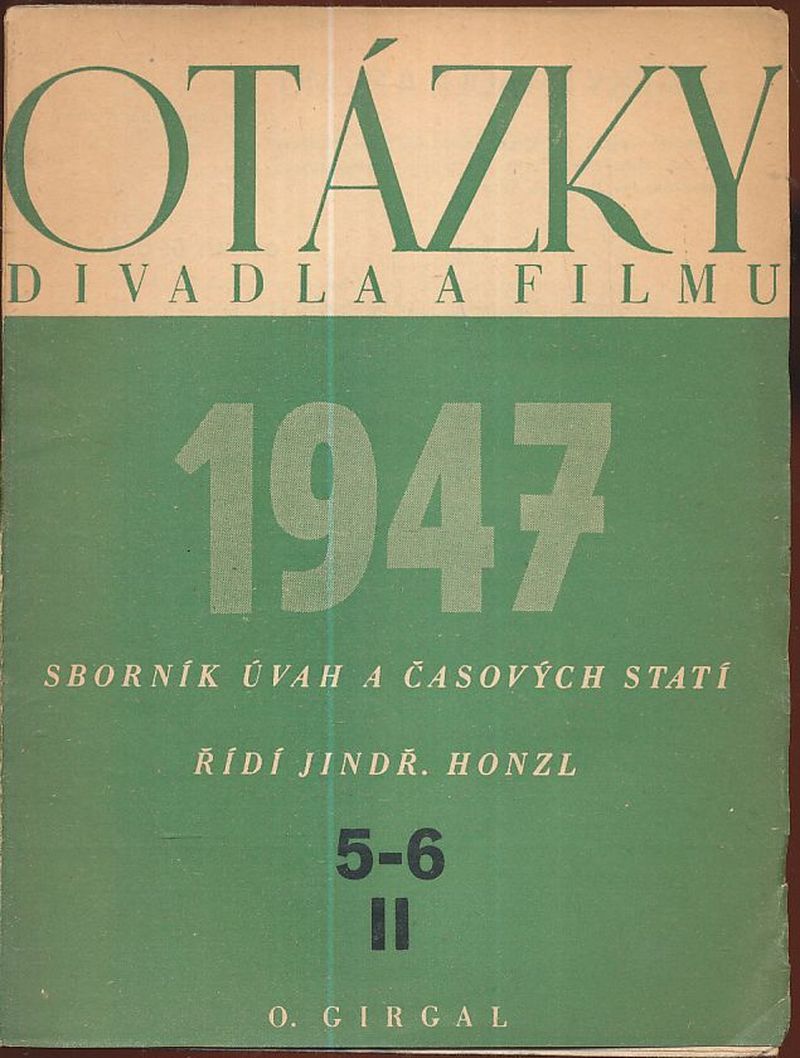 OTÁZKY
DIVADLA A FILMU
1947
SBORNÍK ÚVAH A ČASOVÝCH STATÍ
ŘÍDÍ JINDŘ. HONZL
5-6
II
O. GIRGAL